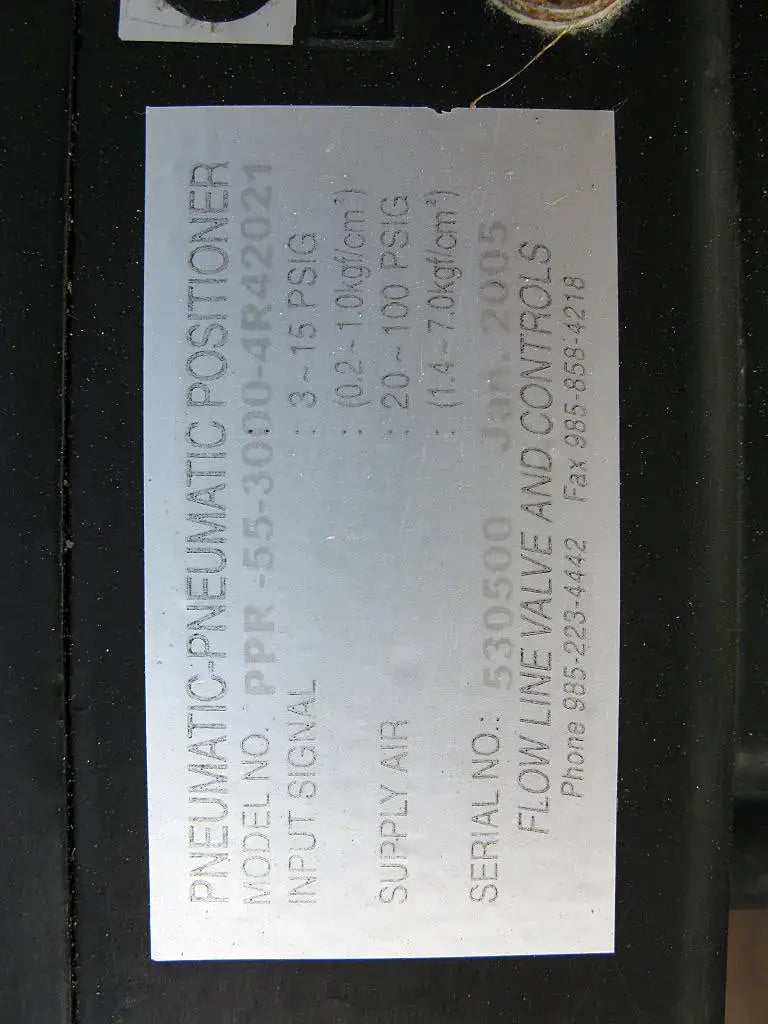 PNEUMATIC-PNEUMATIC POSITIONER
MODEL NO. PPR -55-3000-4R42021
INPUT SIGNAL : 3 ~ 15 PSIG
: (0.2 ~ 1.0kgf/cm²)
SUPPLY AIR : 20 ~ 100 PSIG
: (1.4 ~ 7.0kgf/cm²)
SERIAL NO.: 530500 Jan. 2005
FLOW LINE VALVE AND CONTROLS
Phone 985-223-4442 Fax 985-858-4218